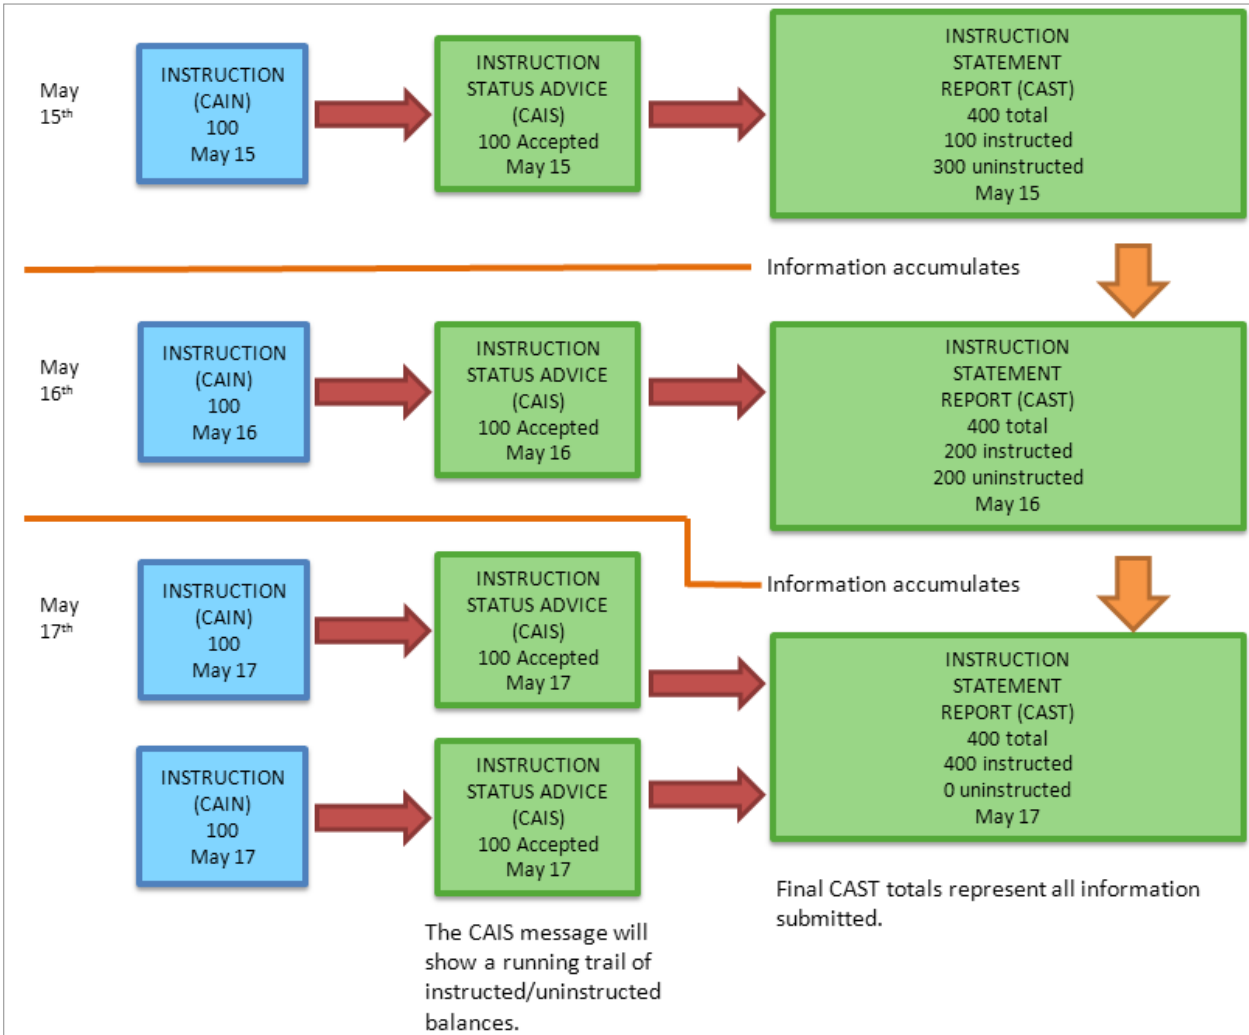 May
15th
INSTRUCTION
(CAIN)
100
May 15
INSTRUCTION
STATUS ADVICE
(CAIS)
100 Accepted
May 15
INSTRUCTION
STATEMENT
REPORT (CAST)
400 total
100 instructed
300 uninstructed
May 15
Information accumulates
May
16th
INSTRUCTION
(CAIN)
100
May 16
INSTRUCTION
STATUS ADVICE
(CAIS)
100 Accepted
May 16
INSTRUCTION
STATEMENT
REPORT (CAST)
400 total
200 instructed
200 uninstructed
May 16
Information accumulates
May
17th
INSTRUCTION
(CAIN)
100
May 17
INSTRUCTION
STATUS ADVICE
(CAIS)
100 Accepted
May 17
INSTRUCTION
STATEMENT
REPORT (CAST)
400 total
400 instructed
0 uninstructed
May 17
INSTRUCTION
(CAIN)
100
May 17
INSTRUCTION
STATUS ADVICE
(CAIS)
100 Accepted
May 17
Final CAST totals represent all information
submitted.
The CAIS message will
show a running trail of
instructed/uninstructed
balances.